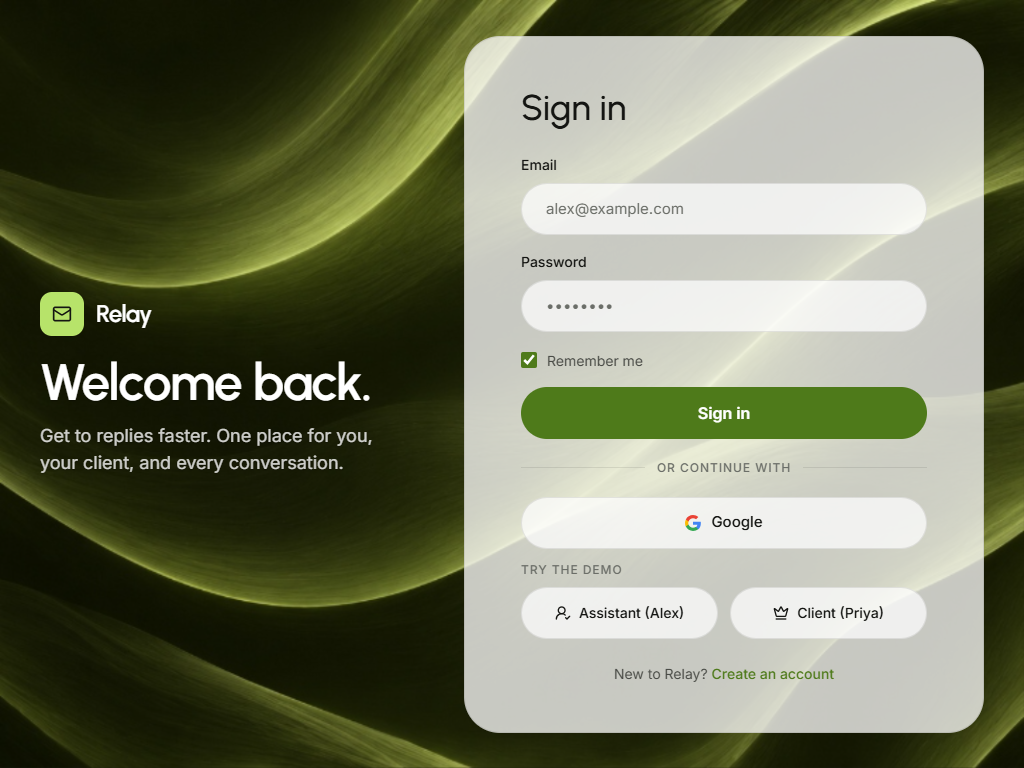 Relay
Welcome back.
Get to replies faster. One place for you,
your client, and every conversation.
Sign in
Email
alex@example.com
Password
••••••••
Remember me
Sign in
OR CONTINUE WITH
Google
TRY THE DEMO
Assistant (Alex)
Client (Priya)
New to Relay? Create an account